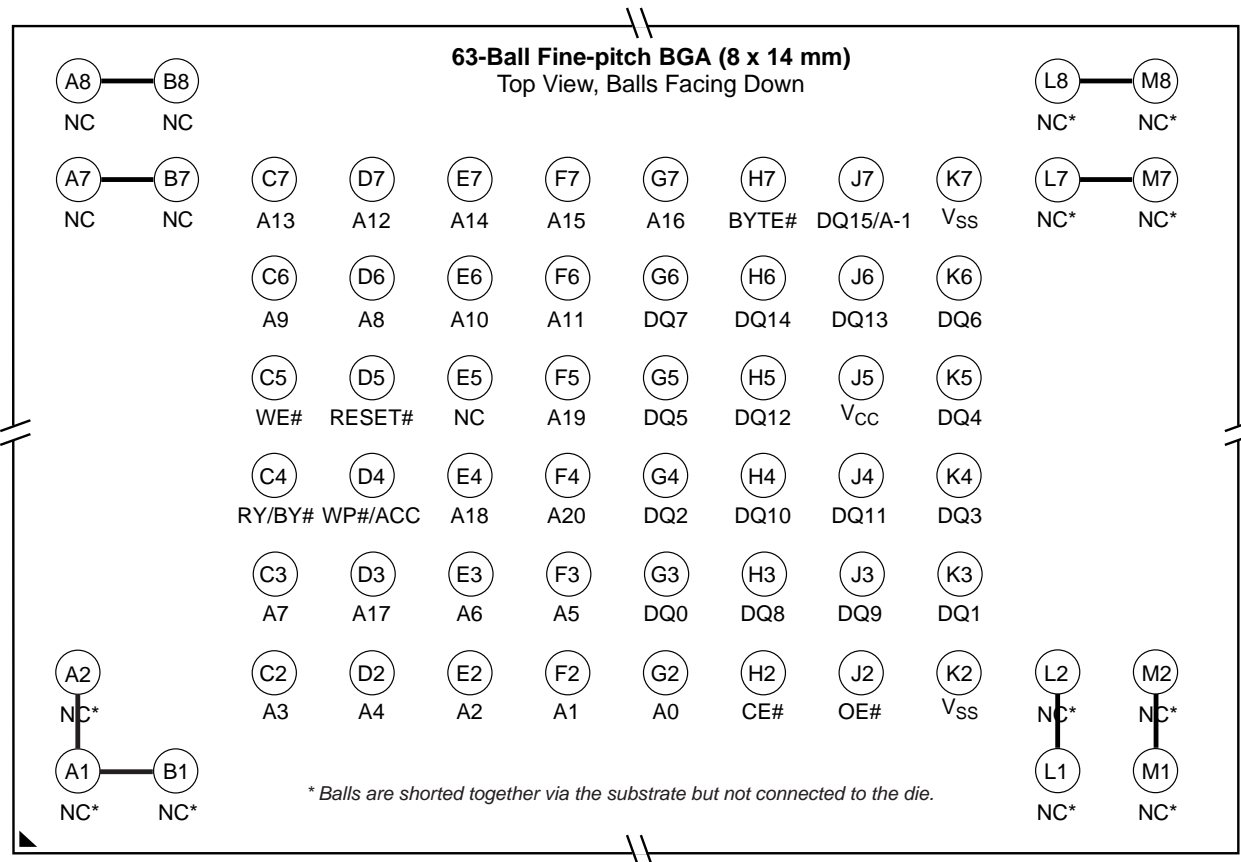 63-Ball Fine-pitch BGA (8 x 14 mm)
Top View, Balls Facing Down
A8 B8 L8 M8
NC NC NC* NC*
A7 B7 C7 D7 E7 F7 G7 H7 J7 K7 L7 M7
NC NC A13 A12 A14 A15 A16 BYTE# DQ15/A-1 VSS NC* NC*
C6 D6 E6 F6 G6 H6 J6 K6
A9 A8 A10 A11 DQ7 DQ14 DQ13 DQ6
C5 D5 E5 F5 G5 H5 J5 K5
WE# RESET# NC A19 DQ5 DQ12 VCC DQ4
C4 D4 E4 F4 G4 H4 J4 K4
RY/BY# WP#/ACC A18 A20 DQ2 DQ10 DQ11 DQ3
C3 D3 E3 F3 G3 H3 J3 K3
A7 A17 A6 A5 DQ0 DQ8 DQ9 DQ1
A2 C2 D2 E2 F2 G2 H2 J2 K2 L2 M2
NC* A3 A4 A2 A1 A0 CE# OE# VSS NC* NC*
A1 B1 L1 M1
NC* NC* NC* NC*
* Balls are shorted together via the substrate but not connected to the die.